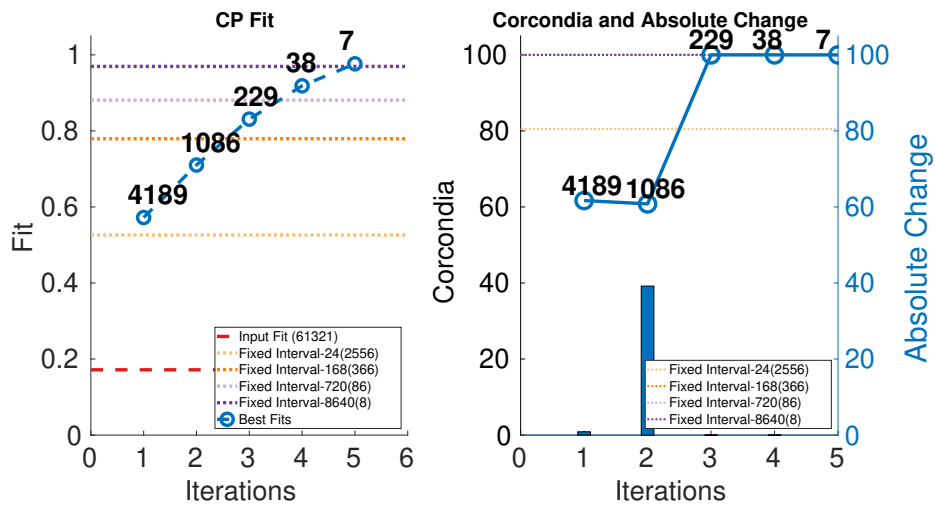 CP Fit
1
0.8
0.6
0.4
0.2
0
Fit
0 1 2 3 4 5 6
Iterations
4189
1086
229
38
7
Input Fit (61321)
Fixed Interval-24(2556)
Fixed Interval-168(366)
Fixed Interval-720(86)
Fixed Interval-8640(8)
Best Fits
Corcondia and Absolute Change
100
80
60
40
20
0
Corcondia
0 1 2 3 4 5
Iterations
4189
1086
229
38
7
Fixed Interval-24(2556)
Fixed Interval-168(366)
Fixed Interval-720(86)
Fixed Interval-8640(8)
100
80
60
40
20
0
Absolute Change